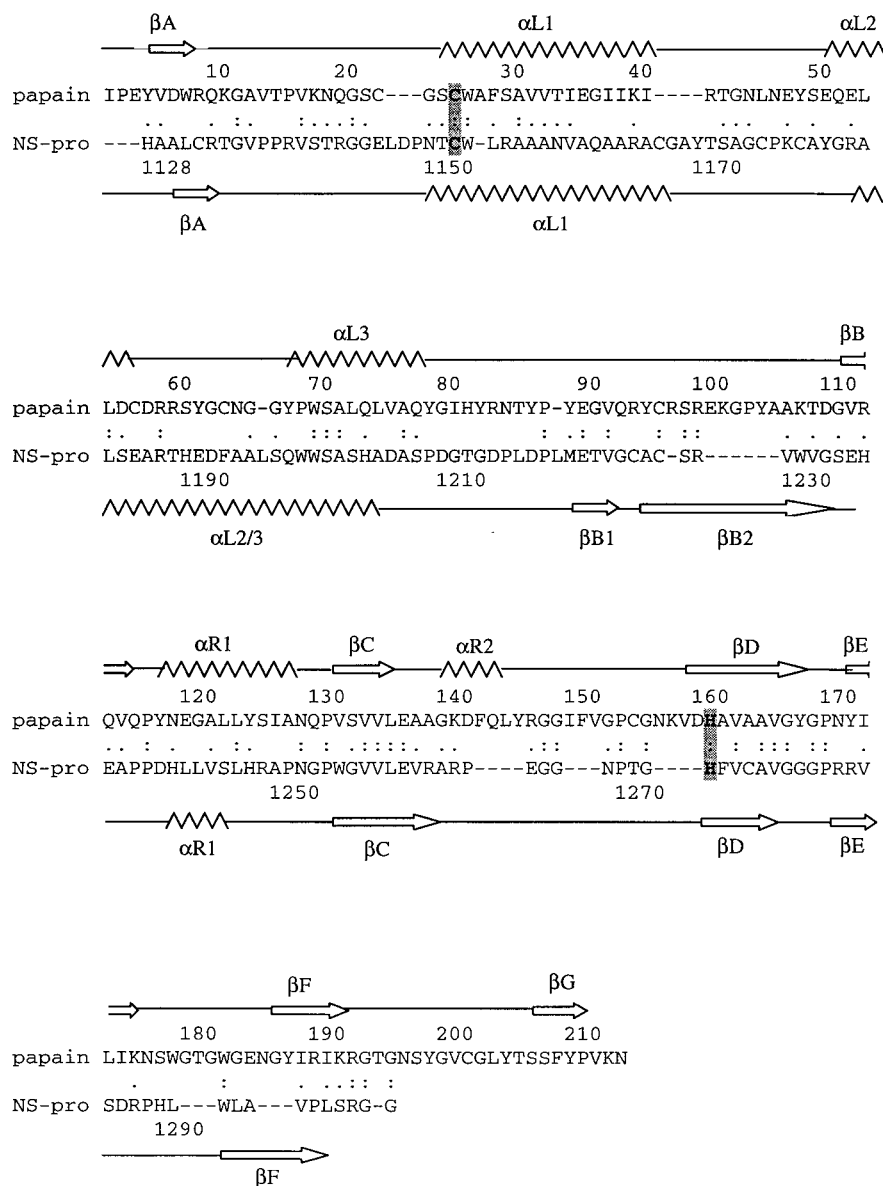 βA αL1 αL2
10 20 30 40 50
papain IPEYVDWRQKGAVTPVKNQGSC---GSCWAFSAVVTIEGIIKI----RTGNLNEYSEQEL
NS-pro ---HAALCRTGVPPRVSTRGGELDPNTCW-LRAAANVAQAARACGAYTSAGCPKCAYGRA
1128 1150 1170
βA αL1
αL3 βB
60 70 80 90 100 110
papain LDCDRRSYGCNG-GYPWSALQLVAQYGIHYRNTYP-YEGVQRYCRSREKGPYAAKTDGVR
NS-pro LSEARTHEDFAALSQWWSASHADASPDGTGDPLDPLMETVGCAC-SR------VWVGSEH
1190 1210 1230
αL2/3 βB1 βB2
αR1 βC αR2 βD βE
120 130 140 150 160 170
papain QVQPYNEGALLYSIANQPVSVVLEAAGKDFQLYRGGIFVGPCGNKVDHAVAAVGYGPNYI
NS-pro EAPPDHLLVSLHRAPNGPWGVVLEVRARP----EGG---NPTG----HFVCAVGGGPRRV
1250 1270
αR1 βC βD βE
βF βG
180 190 200 210
papain LIKNSWGTGWGENGYIRIKRGTGNSYGVCGLYTSSFYPVKN
NS-pro SDRPHL---WLA---VPLSRG-G
1290
βF